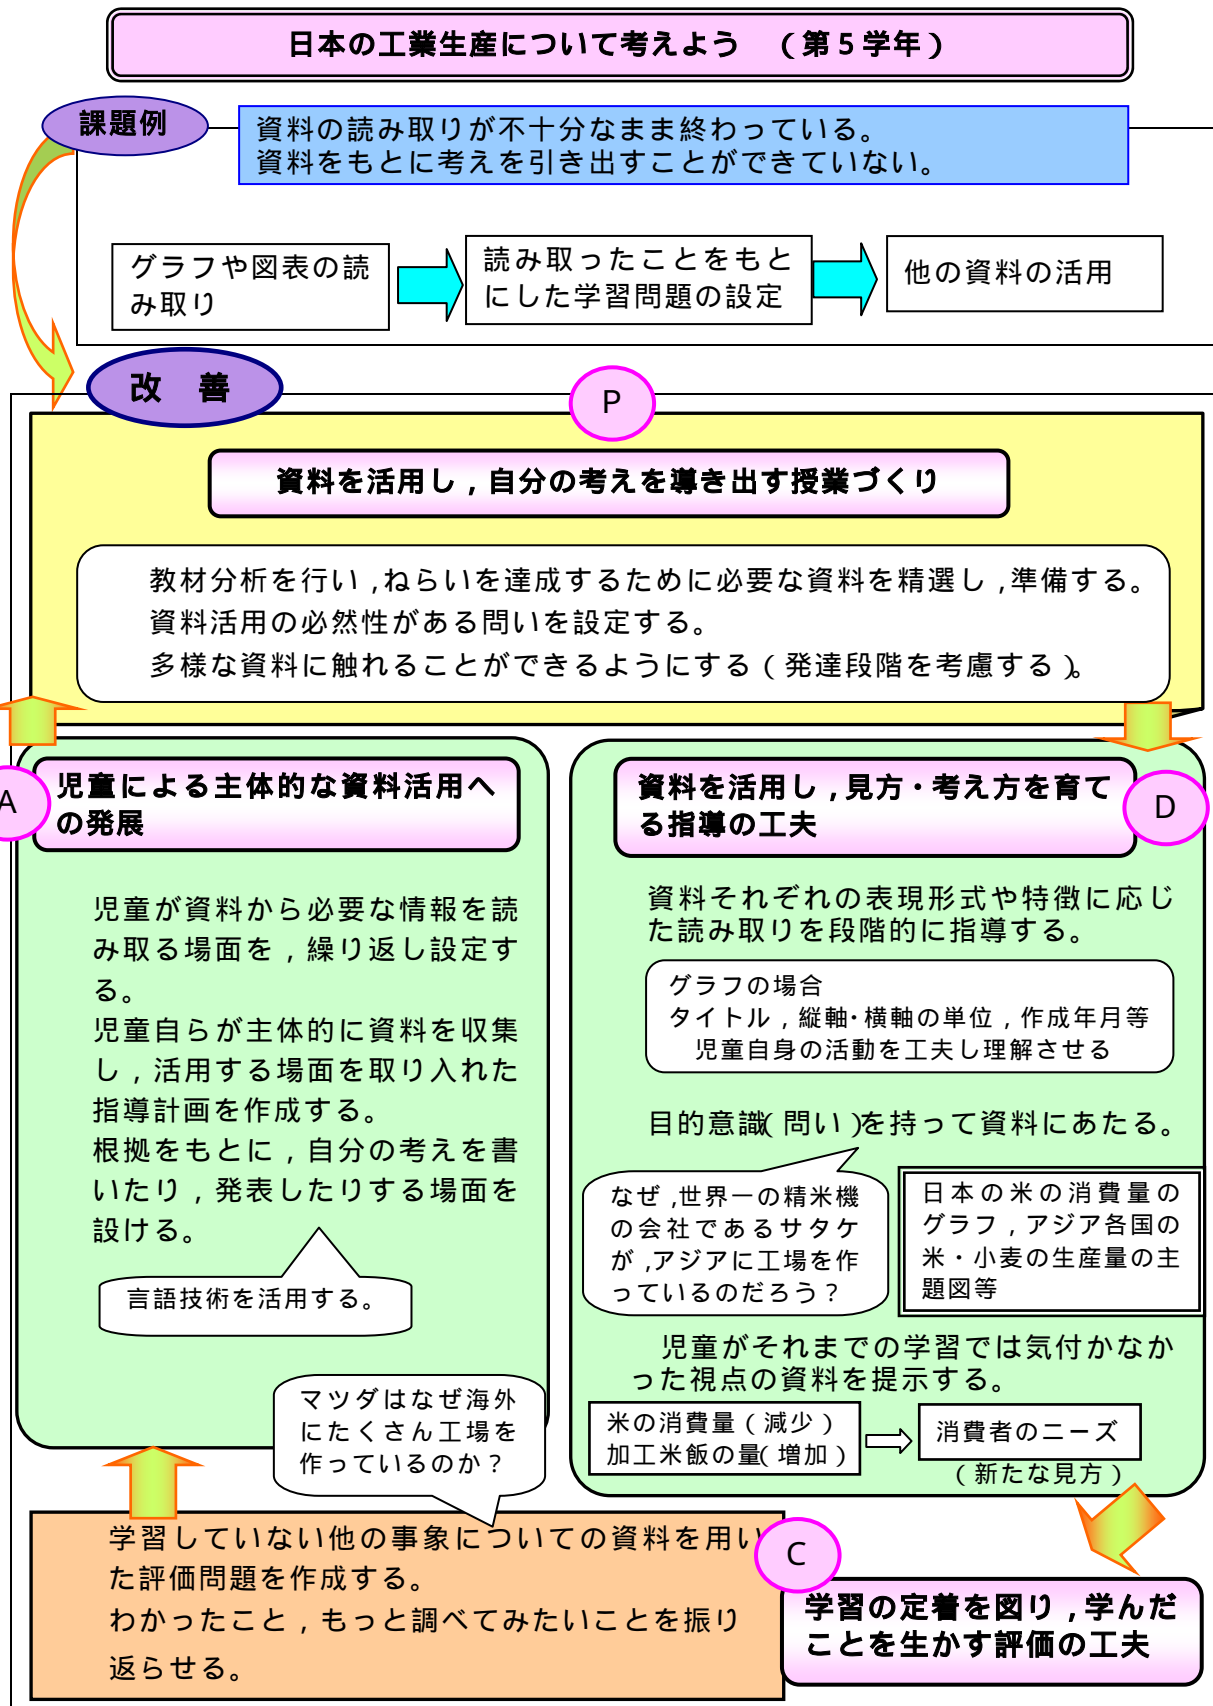 日本の工業生産について考えよう　（第５学年）
課題例
資料の読み取りが不十分なまま終わっている。
資料をもとに考えを引き出すことができていない。
グラフや図表の読
み取り
読み取ったことをもと
にした学習問題の設定
他の資料の活用
改　善
P
資料を活用し，自分の考えを導き出す授業づくり
教材分析を行い，ねらいを達成するために必要な資料を精選し，準備する。
資料活用の必然性がある問いを設定する。
多様な資料に触れることができるようにする（発達段階を考慮する）。
A
児童による主体的な資料活用へ
の発展
児童が資料から必要な情報を読
み取る場面を，繰り返し設定す
る。
児童自らが主体的に資料を収集
し，活用する場面を取り入れた
指導計画を作成する。
根拠をもとに，自分の考えを書
いたり，発表したりする場面を
設ける。
言語技術を活用する。
D
資料を活用し，見方・考え方を育て
る指導の工夫
資料それぞれの表現形式や特徴に応じ
た読み取りを段階的に指導する。
グラフの場合
タイトル，縦軸・横軸の単位，作成年月等
児童自身の活動を工夫し理解させる
目的意識（問い）を持って資料にあたる。
なぜ，世界一の精米機
の会社であるサタケ
が，アジアに工場を作
っているのだろう？
日本の米の消費量の
グラフ，アジア各国の
米・小麦の生産量の主
題図等
児童がそれまでの学習では気付かなか
った視点の資料を提示する。
米の消費量（減少）
加工米飯の量（増加）
消費者のニーズ
（新たな見方）
マツダはなぜ海外
にたくさん工場を
作っているのか？
学習していない他の事象についての資料を用い
た評価問題を作成する。
わかったこと，もっと調べてみたいことを振り
返らせる。
C
学習の定着を図り，学んだ
ことを生かす評価の工夫